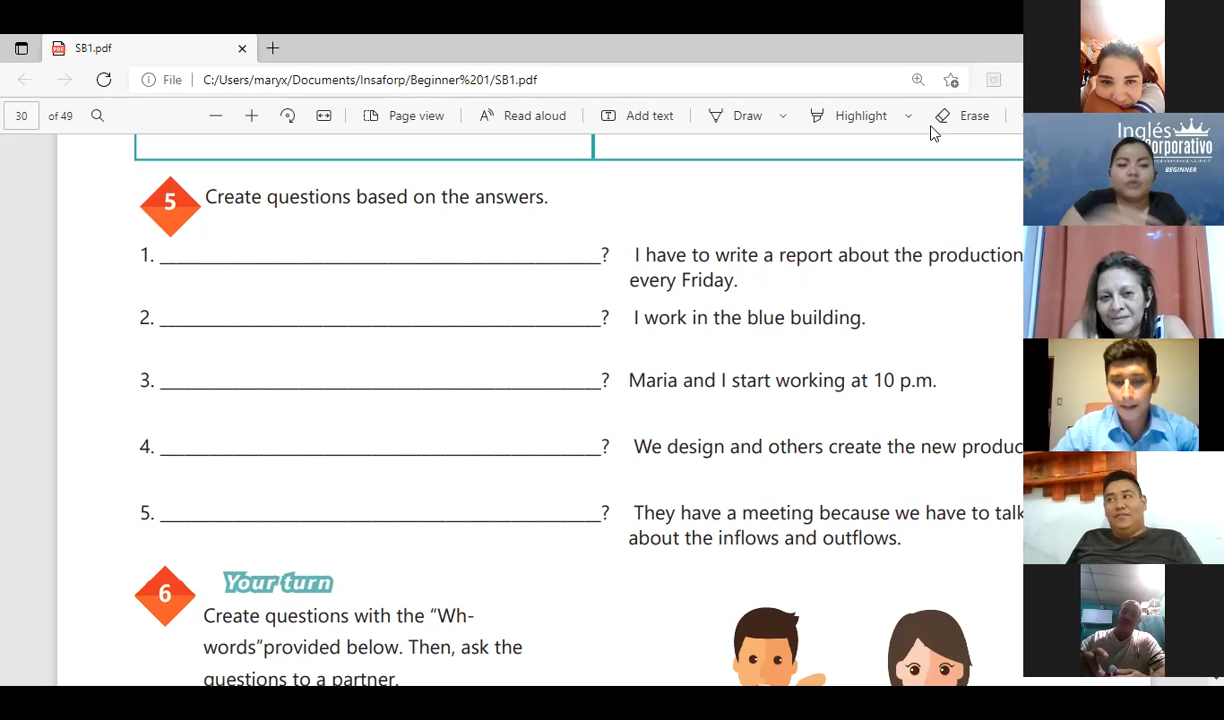 SB1.pdf
File C:/Users/maryx/Documents/Insaforp/Beginner%201/SB1.pdf
30 of 49 Page view Read aloud Add text Draw Highlight Erase
5 Create questions based on the answers.
1. ? I have to write a report about the production
every Friday.
2. ? I work in the blue building.
3. ? Maria and I start working at 10 p.m.
4. ? We design and others create the new produc
5. ? They have a meeting because we have to talk
about the inflows and outflows.
6 Your turn
Create questions with the “Wh-
words”provided below. Then, ask the
questions to a partner.
Inglés
Corporativo
BEGINNER